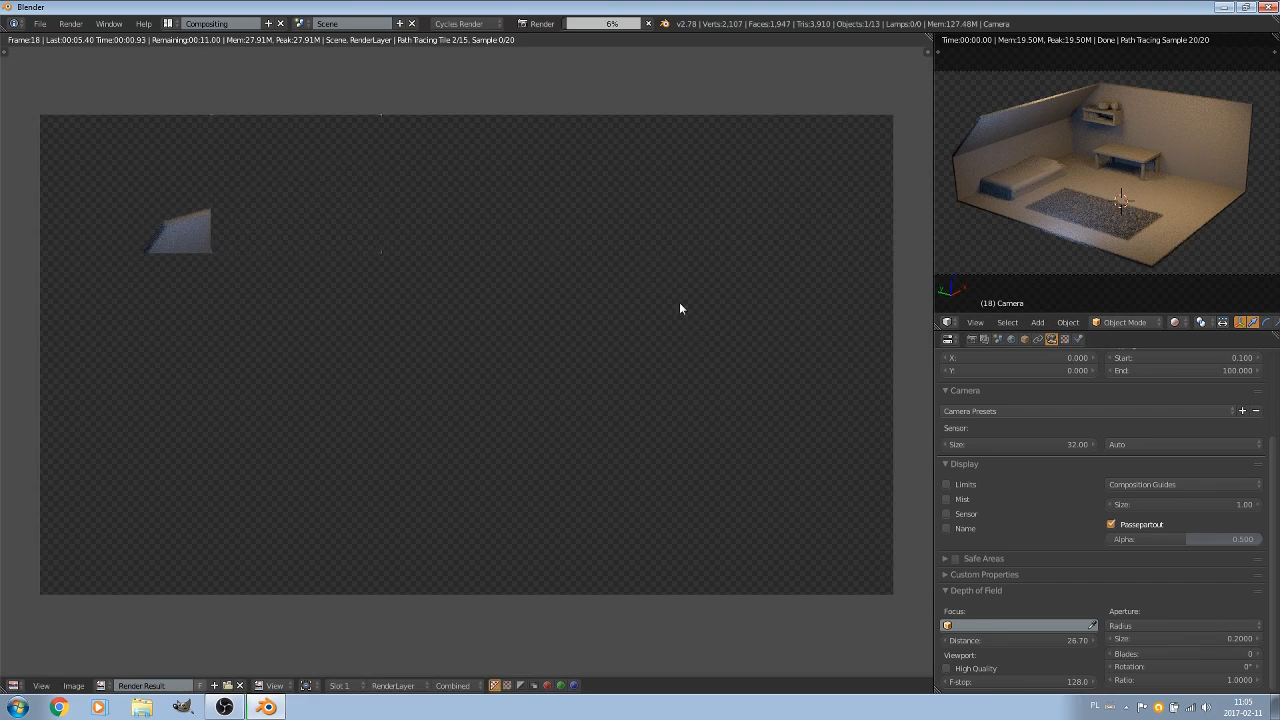 Blender
File Render Window Help Compositing Scene Cycles Render Render 6% v2.78 | Verts:2,107 | Faces:1,947 | Tris:3,910 | Objects:1/13 | Lamps:0/0 | Mem:127.48M | Camera
Frame:18 | Last:00:05.40 Time:00:00.93 | Remaining:00:11.00 | Mem:27.91M, Peak:27.91M | Scene, RenderLayer | Path Tracing Tile 2/15, Sample 0/20
Time:00:00.00 | Mem:19.50M, Peak:19.50M | Done | Path Tracing Sample 20/20
(18) Camera
View Select Add Object Object Mode
X: 0.000 Start: 0.100
Y: 0.000 End: 100.000
Camera
Camera Presets
Sensor:
Size: 32.00 Auto
Display
Limits Composition Guides
Mist
Size: 1.00
Sensor
Passepartout
Name
Alpha: 0.500
Safe Areas
Custom Properties
Depth of Field
Focus: Aperture:
Radius
Distance: 26.70 Size: 0.2000
Viewport: Blades: 0
High Quality Rotation: 0°
F-stop: 128.0 Ratio: 1.0000
View Image Render Result F View Slot 1 RenderLayer Combined
PL 11:05
2017-02-11